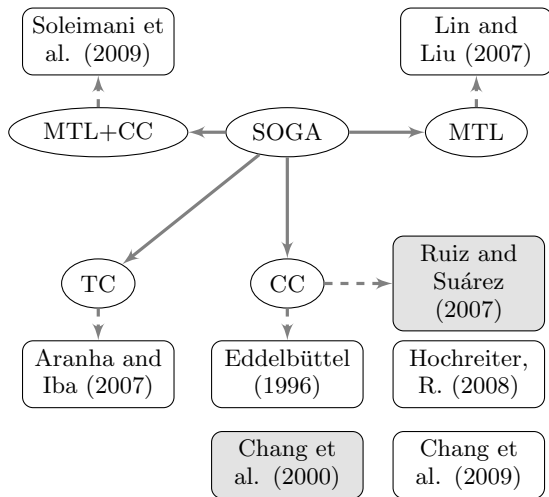 Soleimani et
al. (2009)
Lin and
Liu (2007)
MTL+CC
SOGA
MTL
TC
CC
Ruiz and
Suárez
(2007)
Aranha and
Iba (2007)
Eddelbüttel
(1996)
Hochreiter,
R. (2008)
Chang et
al. (2000)
Chang et
al. (2009)